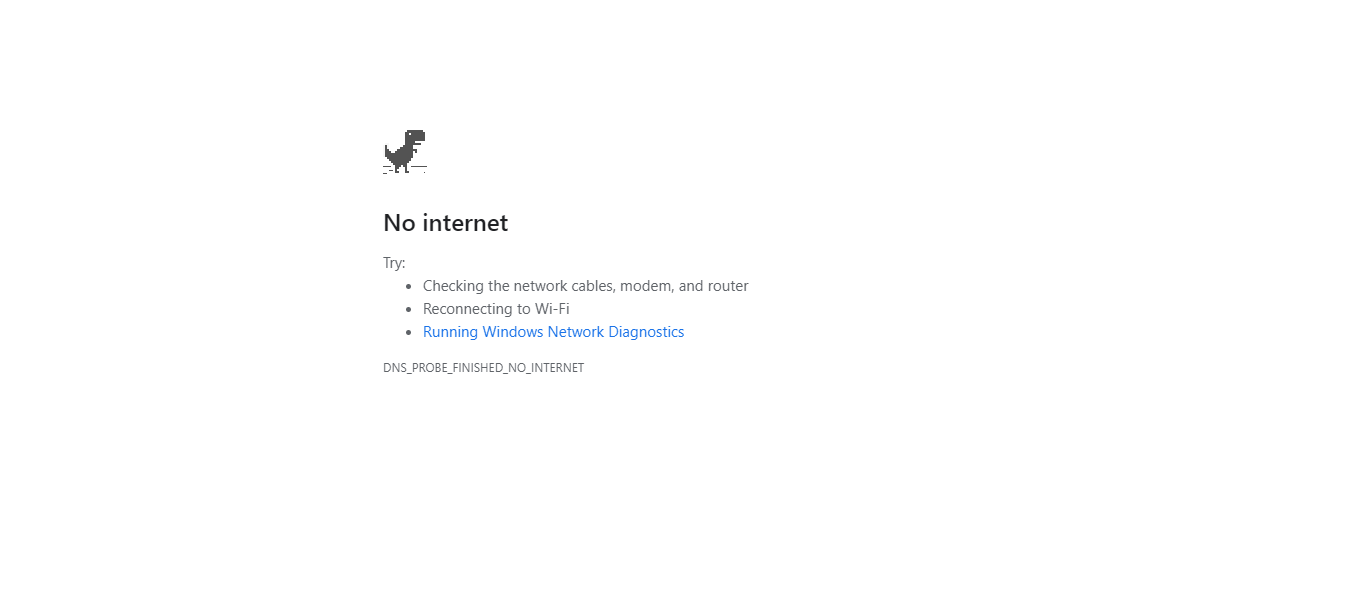 No internet
Try:
Checking the network cables, modem, and router
Reconnecting to Wi-Fi
Running Windows Network Diagnostics
DNS_PROBE_FINISHED_NO_INTERNET